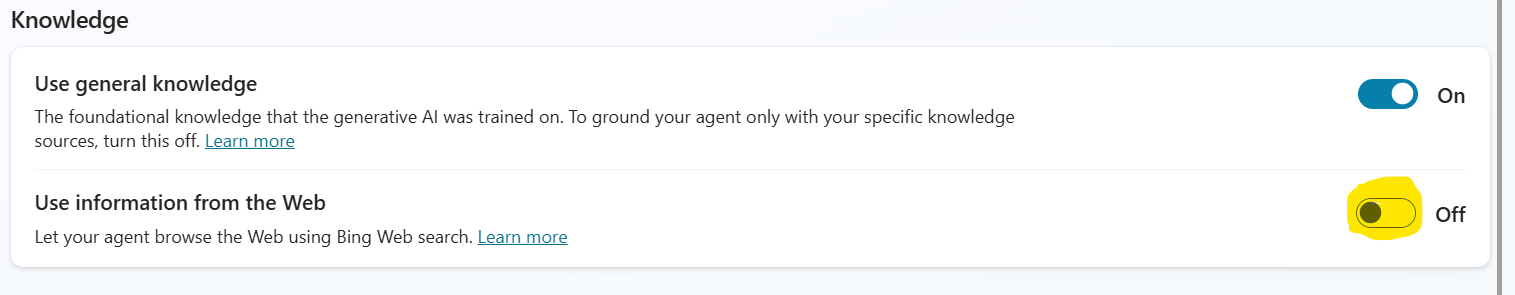 Knowledge
Use general knowledge
On
The foundational knowledge that the generative AI was trained on. To ground your agent only with your specific knowledge
sources, turn this off. Learn more
Use information from the Web
Off
Let your agent browse the Web using Bing Web search. Learn more